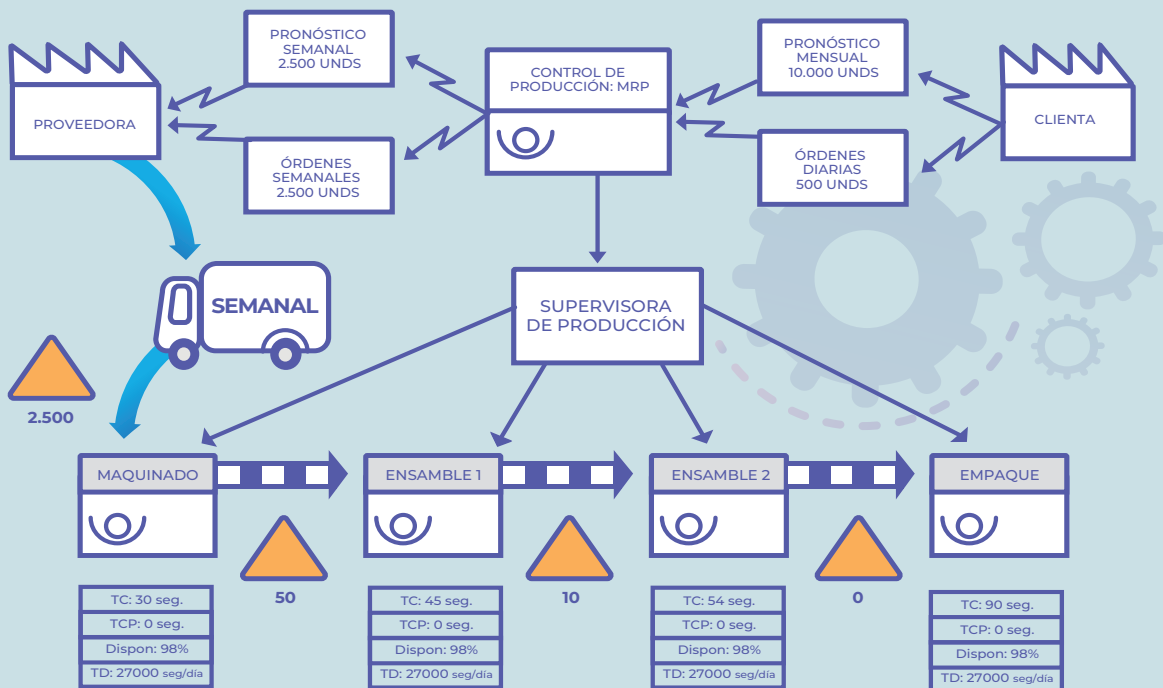 PRONÓSTICO
SEMANAL
2.500 UNDS
CONTROL DE
PRODUCCIÓN: MRP
PRONÓSTICO
MENSUAL
10.000 UNDS
PROVEEDORA
CLIENTA
ÓRDENES
SEMANALES
2.500 UNDS
ÓRDENES
DIARIAS
500 UNDS
SEMANAL
SUPERVISORA
DE PRODUCCIÓN
2.500
MAQUINADO
ENSAMBLE 1
ENSAMBLE 2
EMPAQUE
50
10
0
TC: 30 seg.
TCP: 0 seg.
Dispon: 98%
TD: 27000 seg/día
TC: 45 seg.
TCP: 0 seg.
Dispon: 98%
TD: 27000 seg/día
TC: 54 seg.
TCP: 0 seg.
Dispon: 98%
TD: 27000 seg/día
TC: 90 seg.
TCP: 0 seg.
Dispon: 98%
TD: 27000 seg/día